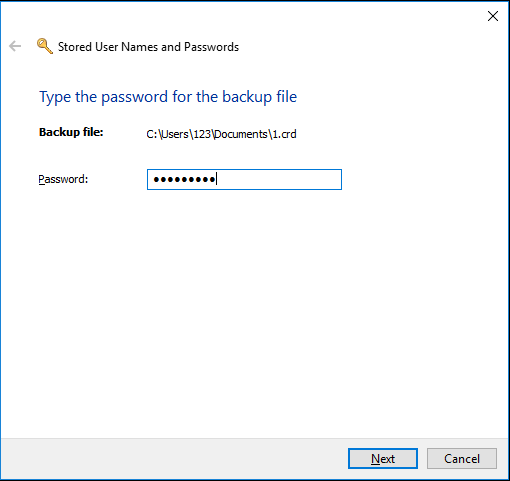 Stored User Names and Passwords
Type the password for the backup file
Backup file: C:\Users\123\Documents\1.crd
Password: ●●●●●●●●●
Next Cancel